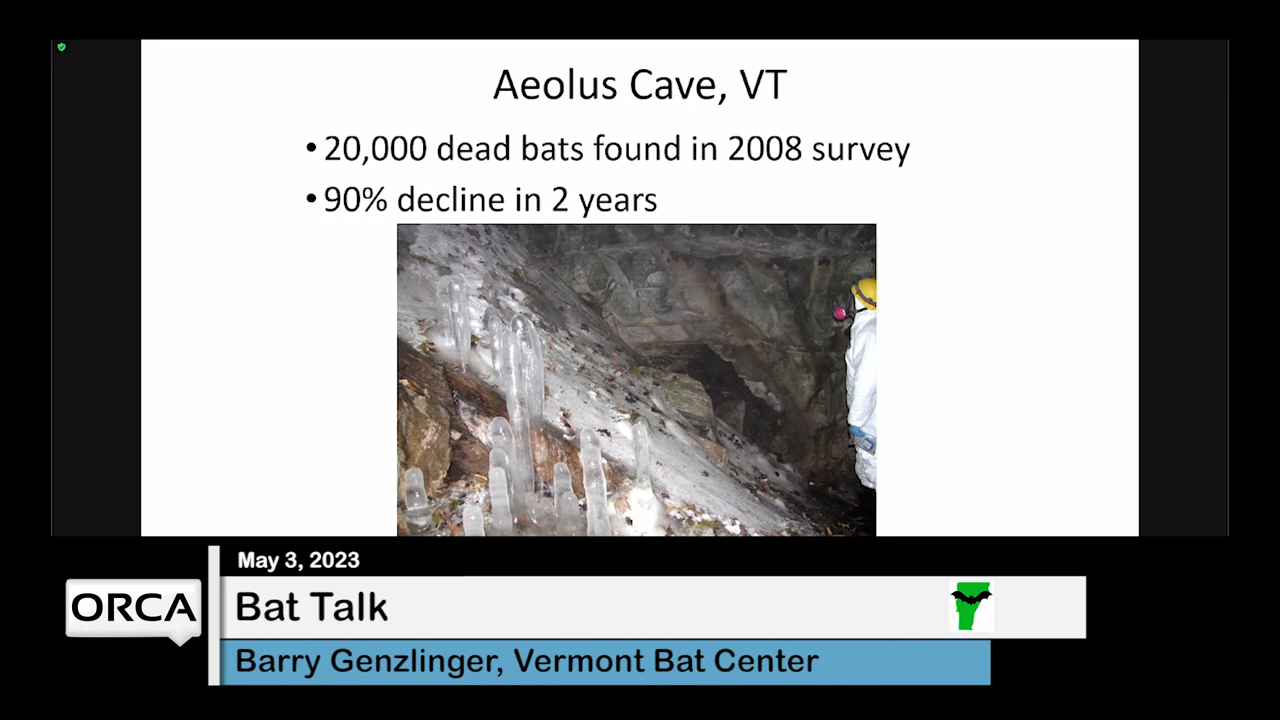 Aeolus Cave, VT
• 20,000 dead bats found in 2008 survey
• 90% decline in 2 years
May 3, 2023
ORCA
Bat Talk
Barry Genzlinger, Vermont Bat Center